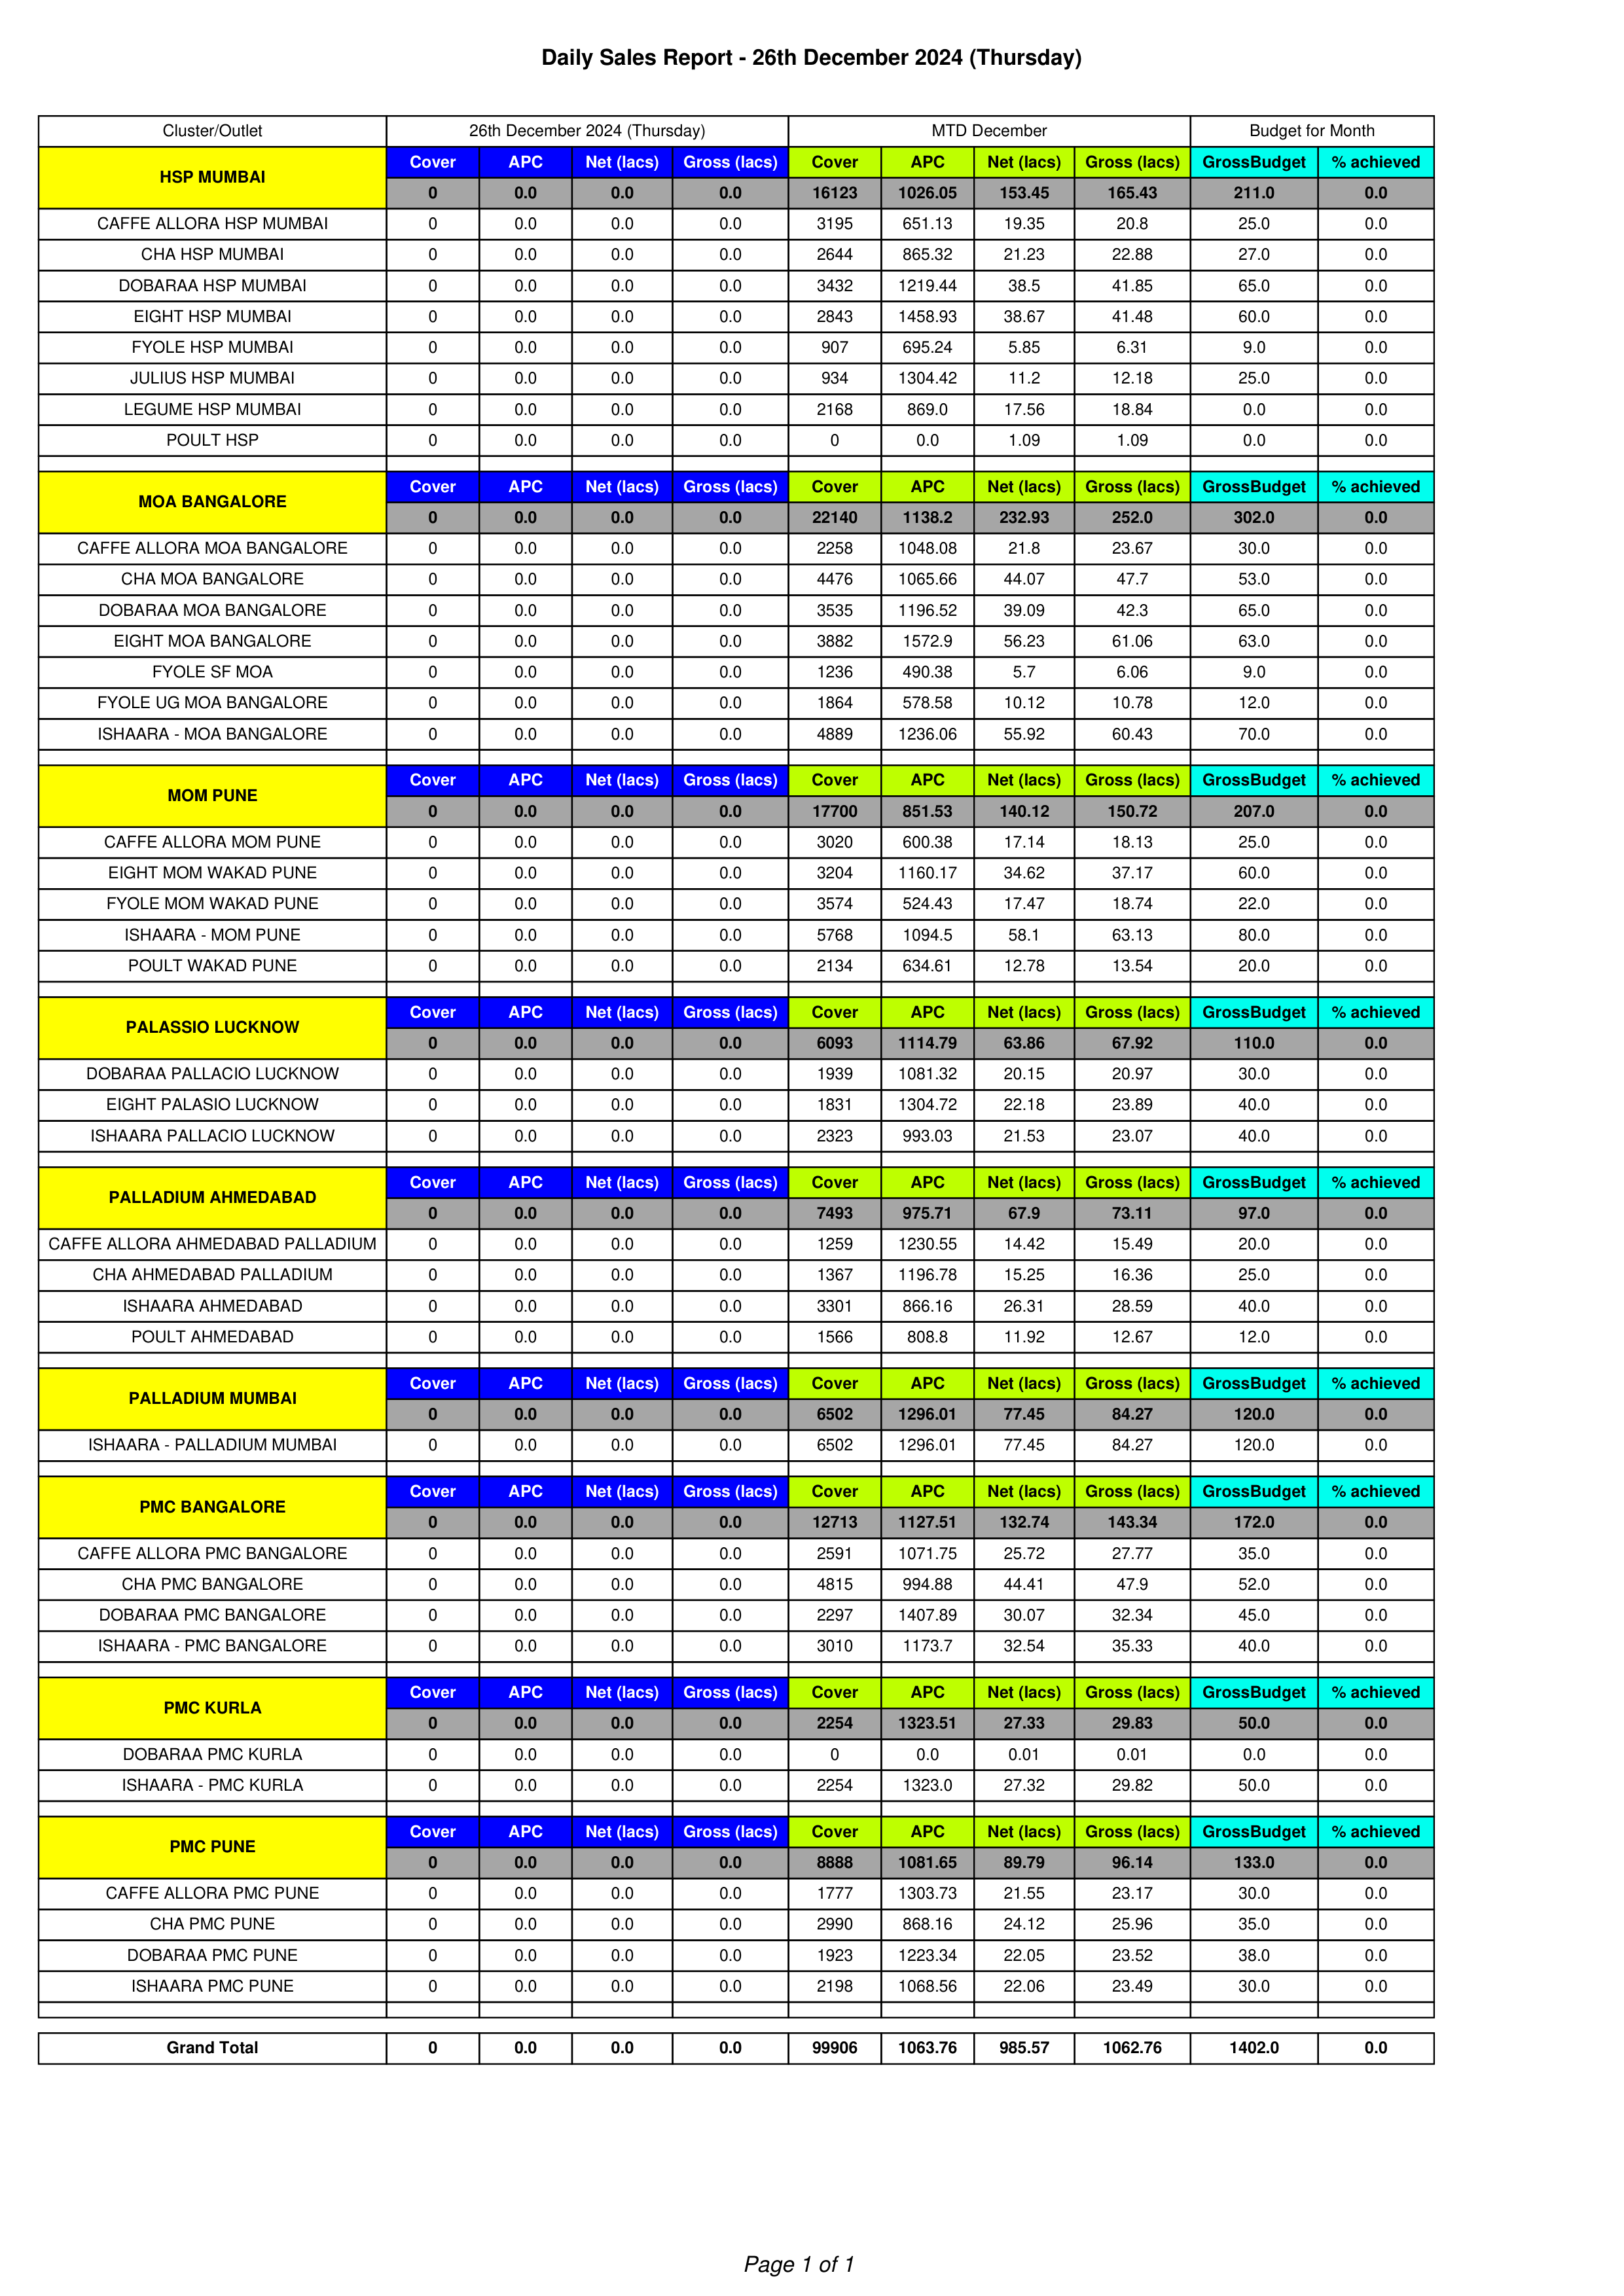 Daily Sales Report - 26th December 2024 (Thursday)
Cluster/Outlet 26th December 2024 (Thursday) MTD December Budget for Month
HSP MUMBAI Cover APC Net (lacs) Gross (lacs) Cover APC Net (lacs) Gross (lacs) GrossBudget % achieved
0 0.0 0.0 0.0 16123 1026.05 153.45 165.43 211.0 0.0
CAFFE ALLORA HSP MUMBAI 0 0.0 0.0 0.0 3195 651.13 19.35 20.8 25.0 0.0
CHA HSP MUMBAI 0 0.0 0.0 0.0 2644 865.32 21.23 22.88 27.0 0.0
DOBARAA HSP MUMBAI 0 0.0 0.0 0.0 3432 1219.44 38.5 41.85 65.0 0.0
EIGHT HSP MUMBAI 0 0.0 0.0 0.0 2843 1458.93 38.67 41.48 60.0 0.0
FYOLE HSP MUMBAI 0 0.0 0.0 0.0 907 695.24 5.85 6.31 9.0 0.0
JULIUS HSP MUMBAI 0 0.0 0.0 0.0 934 1304.42 11.2 12.18 25.0 0.0
LEGUME HSP MUMBAI 0 0.0 0.0 0.0 2168 869.0 17.56 18.84 0.0 0.0
POULT HSP 0 0.0 0.0 0.0 0 0.0 1.09 1.09 0.0 0.0
MOA BANGALORE Cover APC Net (lacs) Gross (lacs) Cover APC Net (lacs) Gross (lacs) GrossBudget % achieved
0 0.0 0.0 0.0 22140 1138.2 232.93 252.0 302.0 0.0
CAFFE ALLORA MOA BANGALORE 0 0.0 0.0 0.0 2258 1048.08 21.8 23.67 30.0 0.0
CHA MOA BANGALORE 0 0.0 0.0 0.0 4476 1065.66 44.07 47.7 53.0 0.0
DOBARAA MOA BANGALORE 0 0.0 0.0 0.0 3535 1196.52 39.09 42.3 65.0 0.0
EIGHT MOA BANGALORE 0 0.0 0.0 0.0 3882 1572.9 56.23 61.06 63.0 0.0
FYOLE SF MOA 0 0.0 0.0 0.0 1236 490.38 5.7 6.06 9.0 0.0
FYOLE UG MOA BANGALORE 0 0.0 0.0 0.0 1864 578.58 10.12 10.78 12.0 0.0
ISHAARA - MOA BANGALORE 0 0.0 0.0 0.0 4889 1236.06 55.92 60.43 70.0 0.0
MOM PUNE Cover APC Net (lacs) Gross (lacs) Cover APC Net (lacs) Gross (lacs) GrossBudget % achieved
0 0.0 0.0 0.0 17700 851.53 140.12 150.72 207.0 0.0
CAFFE ALLORA MOM PUNE 0 0.0 0.0 0.0 3020 600.38 17.14 18.13 25.0 0.0
EIGHT MOM WAKAD PUNE 0 0.0 0.0 0.0 3204 1160.17 34.62 37.17 60.0 0.0
FYOLE MOM WAKAD PUNE 0 0.0 0.0 0.0 3574 524.43 17.47 18.74 22.0 0.0
ISHAARA - MOM PUNE 0 0.0 0.0 0.0 5768 1094.5 58.1 63.13 80.0 0.0
POULT WAKAD PUNE 0 0.0 0.0 0.0 2134 634.61 12.78 13.54 20.0 0.0
PALASSIO LUCKNOW Cover APC Net (lacs) Gross (lacs) Cover APC Net (lacs) Gross (lacs) GrossBudget % achieved
0 0.0 0.0 0.0 6093 1114.79 63.86 67.92 110.0 0.0
DOBARAA PALLACIO LUCKNOW 0 0.0 0.0 0.0 1939 1081.32 20.15 20.97 30.0 0.0
EIGHT PALASIO LUCKNOW 0 0.0 0.0 0.0 1831 1304.72 22.18 23.89 40.0 0.0
ISHAARA PALLACIO LUCKNOW 0 0.0 0.0 0.0 2323 993.03 21.53 23.07 40.0 0.0
PALLADIUM AHMEDABAD Cover APC Net (lacs) Gross (lacs) Cover APC Net (lacs) Gross (lacs) GrossBudget % achieved
0 0.0 0.0 0.0 7493 975.71 67.9 73.11 97.0 0.0
CAFFE ALLORA AHMEDABAD PALLADIUM 0 0.0 0.0 0.0 1259 1230.55 14.42 15.49 20.0 0.0
CHA AHMEDABAD PALLADIUM 0 0.0 0.0 0.0 1367 1196.78 15.25 16.36 25.0 0.0
ISHAARA AHMEDABAD 0 0.0 0.0 0.0 3301 866.16 26.31 28.59 40.0 0.0
POULT AHMEDABAD 0 0.0 0.0 0.0 1566 808.8 11.92 12.67 12.0 0.0
PALLADIUM MUMBAI Cover APC Net (lacs) Gross (lacs) Cover APC Net (lacs) Gross (lacs) GrossBudget % achieved
0 0.0 0.0 0.0 6502 1296.01 77.45 84.27 120.0 0.0
ISHAARA - PALLADIUM MUMBAI 0 0.0 0.0 0.0 6502 1296.01 77.45 84.27 120.0 0.0
PMC BANGALORE Cover APC Net (lacs) Gross (lacs) Cover APC Net (lacs) Gross (lacs) GrossBudget % achieved
0 0.0 0.0 0.0 12713 1127.51 132.74 143.34 172.0 0.0
CAFFE ALLORA PMC BANGALORE 0 0.0 0.0 0.0 2591 1071.75 25.72 27.77 35.0 0.0
CHA PMC BANGALORE 0 0.0 0.0 0.0 4815 994.88 44.41 47.9 52.0 0.0
DOBARAA PMC BANGALORE 0 0.0 0.0 0.0 2297 1407.89 30.07 32.34 45.0 0.0
ISHAARA - PMC BANGALORE 0 0.0 0.0 0.0 3010 1173.7 32.54 35.33 40.0 0.0
PMC KURLA Cover APC Net (lacs) Gross (lacs) Cover APC Net (lacs) Gross (lacs) GrossBudget % achieved
0 0.0 0.0 0.0 2254 1323.51 27.33 29.83 50.0 0.0
DOBARAA PMC KURLA 0 0.0 0.0 0.0 0 0.0 0.01 0.01 0.0 0.0
ISHAARA - PMC KURLA 0 0.0 0.0 0.0 2254 1323.0 27.32 29.82 50.0 0.0
PMC PUNE Cover APC Net (lacs) Gross (lacs) Cover APC Net (lacs) Gross (lacs) GrossBudget % achieved
0 0.0 0.0 0.0 8888 1081.65 89.79 96.14 133.0 0.0
CAFFE ALLORA PMC PUNE 0 0.0 0.0 0.0 1777 1303.73 21.55 23.17 30.0 0.0
CHA PMC PUNE 0 0.0 0.0 0.0 2990 868.16 24.12 25.96 35.0 0.0
DOBARAA PMC PUNE 0 0.0 0.0 0.0 1923 1223.34 22.05 23.52 38.0 0.0
ISHAARA PMC PUNE 0 0.0 0.0 0.0 2198 1068.56 22.06 23.49 30.0 0.0
Grand Total 0 0.0 0.0 0.0 99906 1063.76 985.57 1062.76 1402.0 0.0
Page 1 of 1